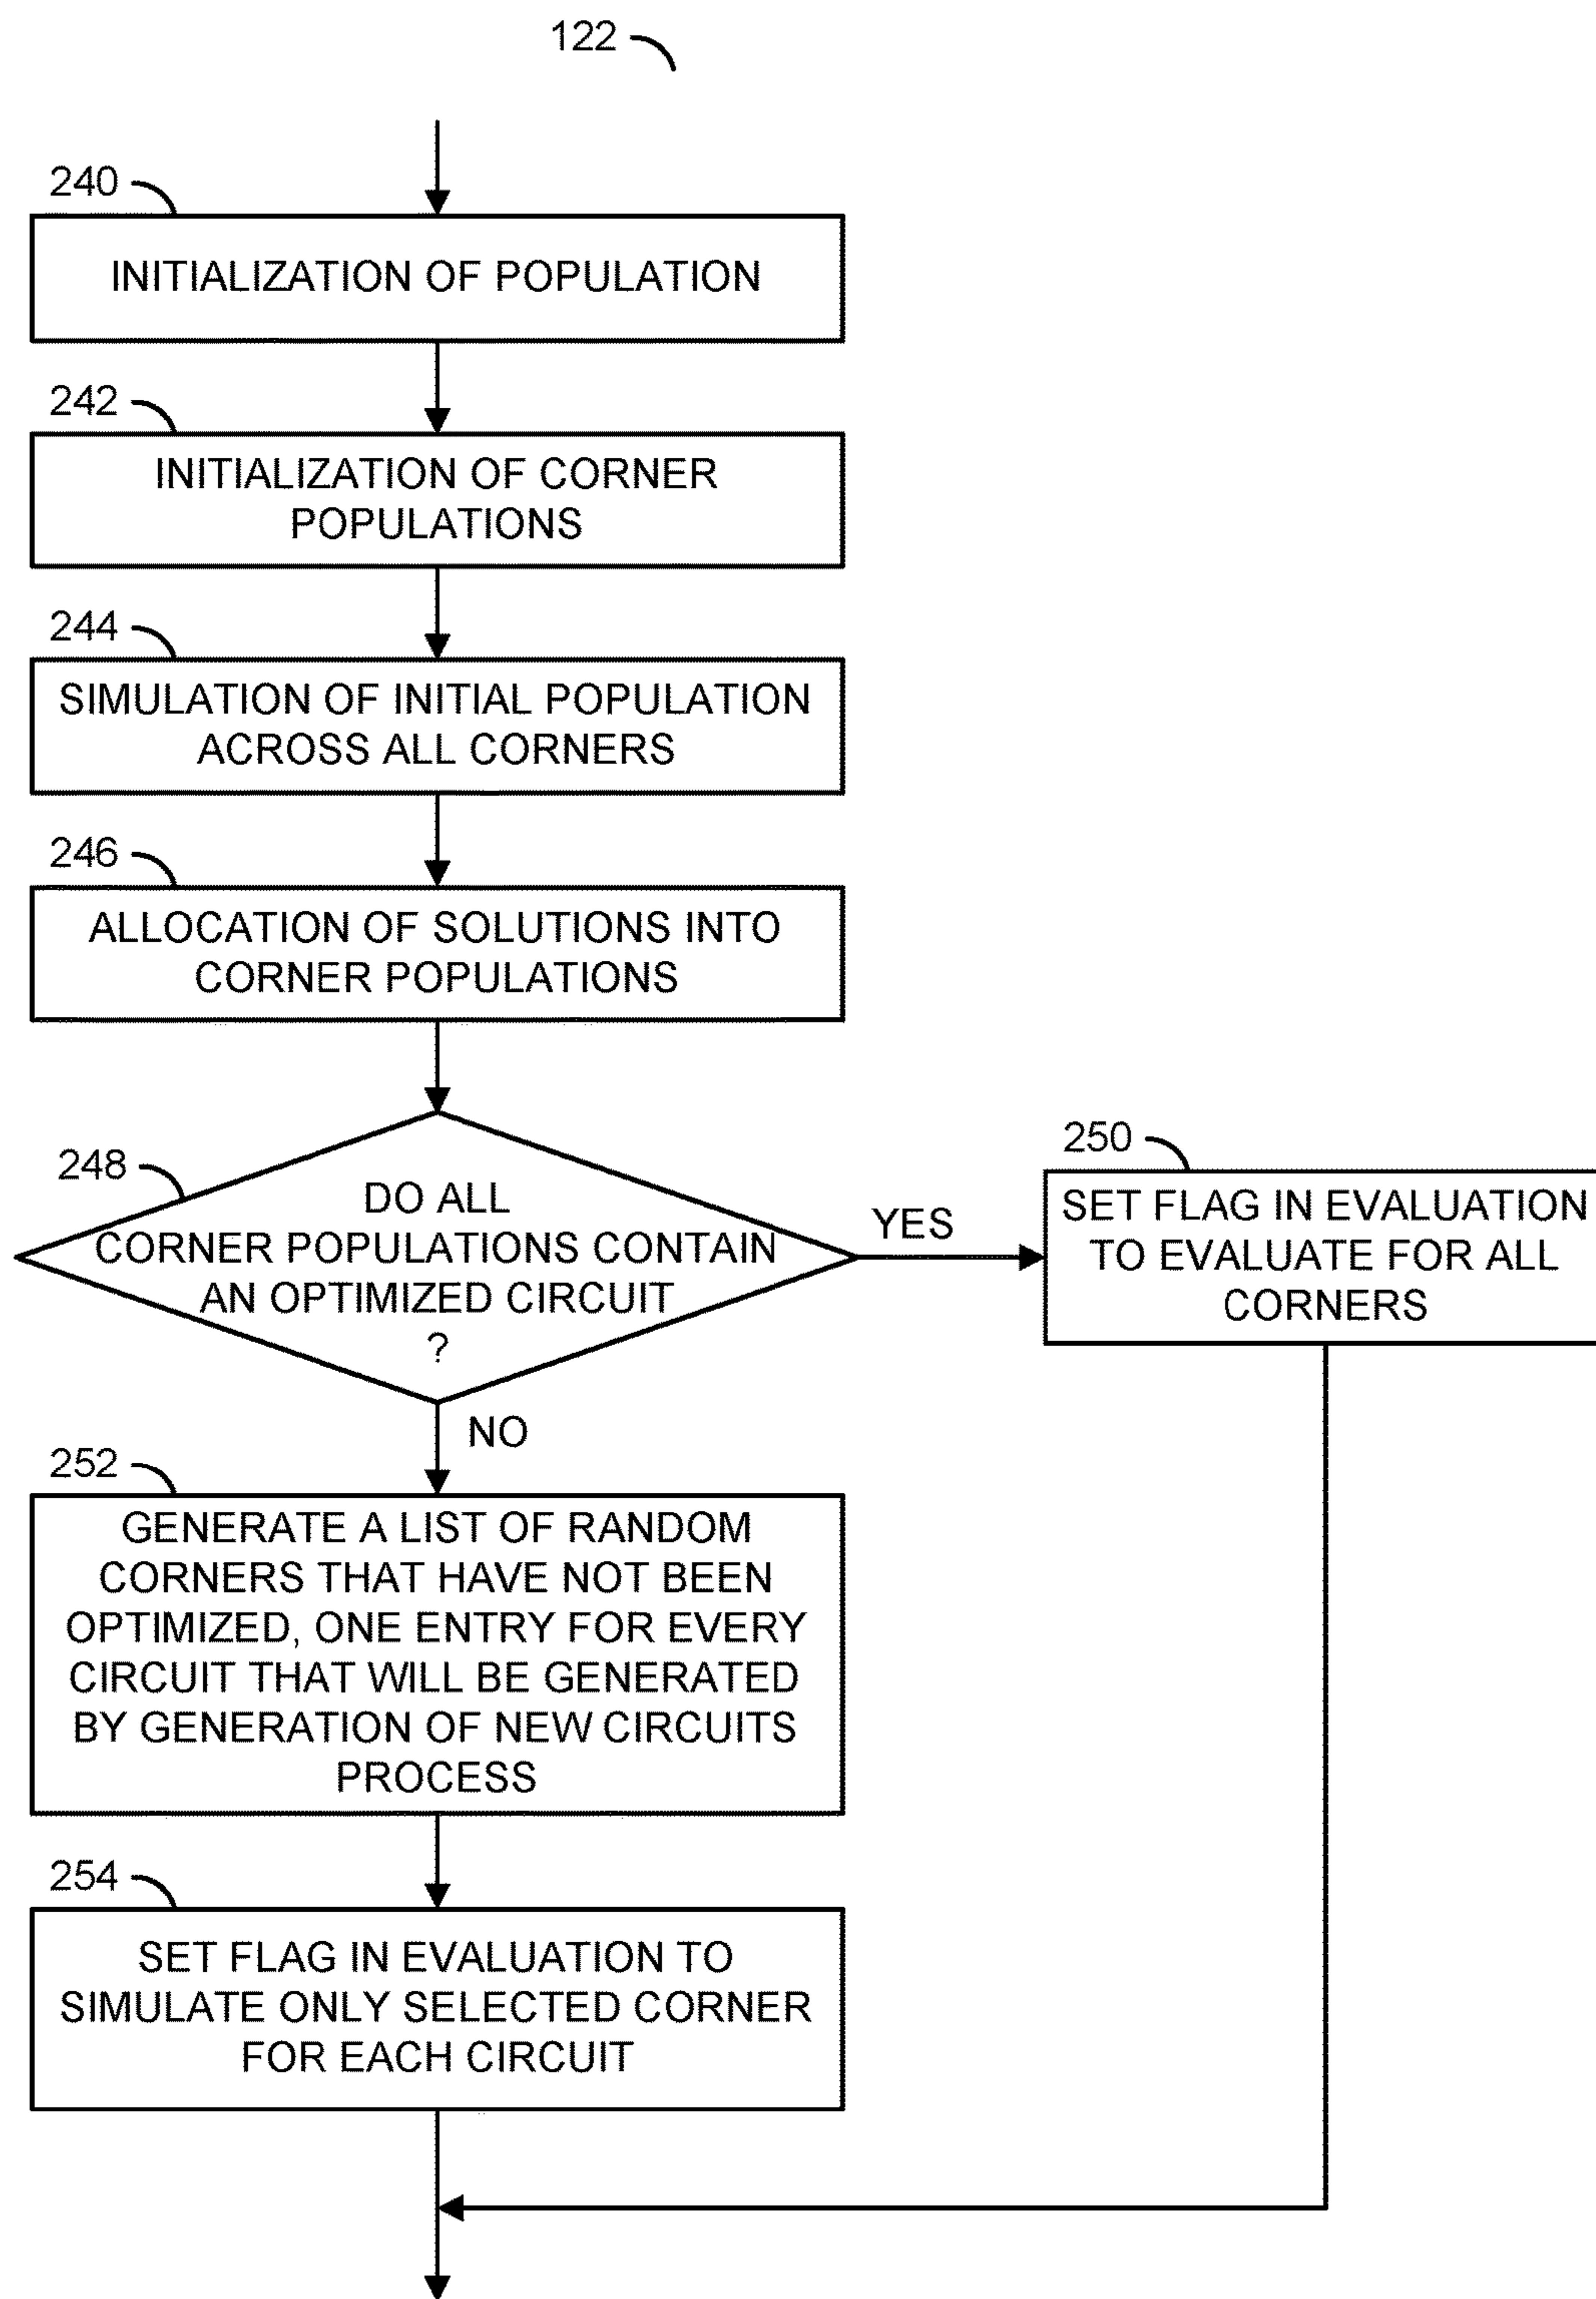 122
240
INITIALIZATION OF POPULATION
242
INITIALIZATION OF CORNER
POPULATIONS
244
SIMULATION OF INITIAL POPULATION
ACROSS ALL CORNERS
246
ALLOCATION OF SOLUTIONS INTO
CORNER POPULATIONS
248
DO ALL
CORNER POPULATIONS CONTAIN
AN OPTIMIZED CIRCUIT
?
YES
250
SET FLAG IN EVALUATION
TO EVALUATE FOR ALL
CORNERS
NO
252
GENERATE A LIST OF RANDOM
CORNERS THAT HAVE NOT BEEN
OPTIMIZED, ONE ENTRY FOR EVERY
CIRCUIT THAT WILL BE GENERATED
BY GENERATION OF NEW CIRCUITS
PROCESS
254
SET FLAG IN EVALUATION TO
SIMULATE ONLY SELECTED CORNER
FOR EACH CIRCUIT